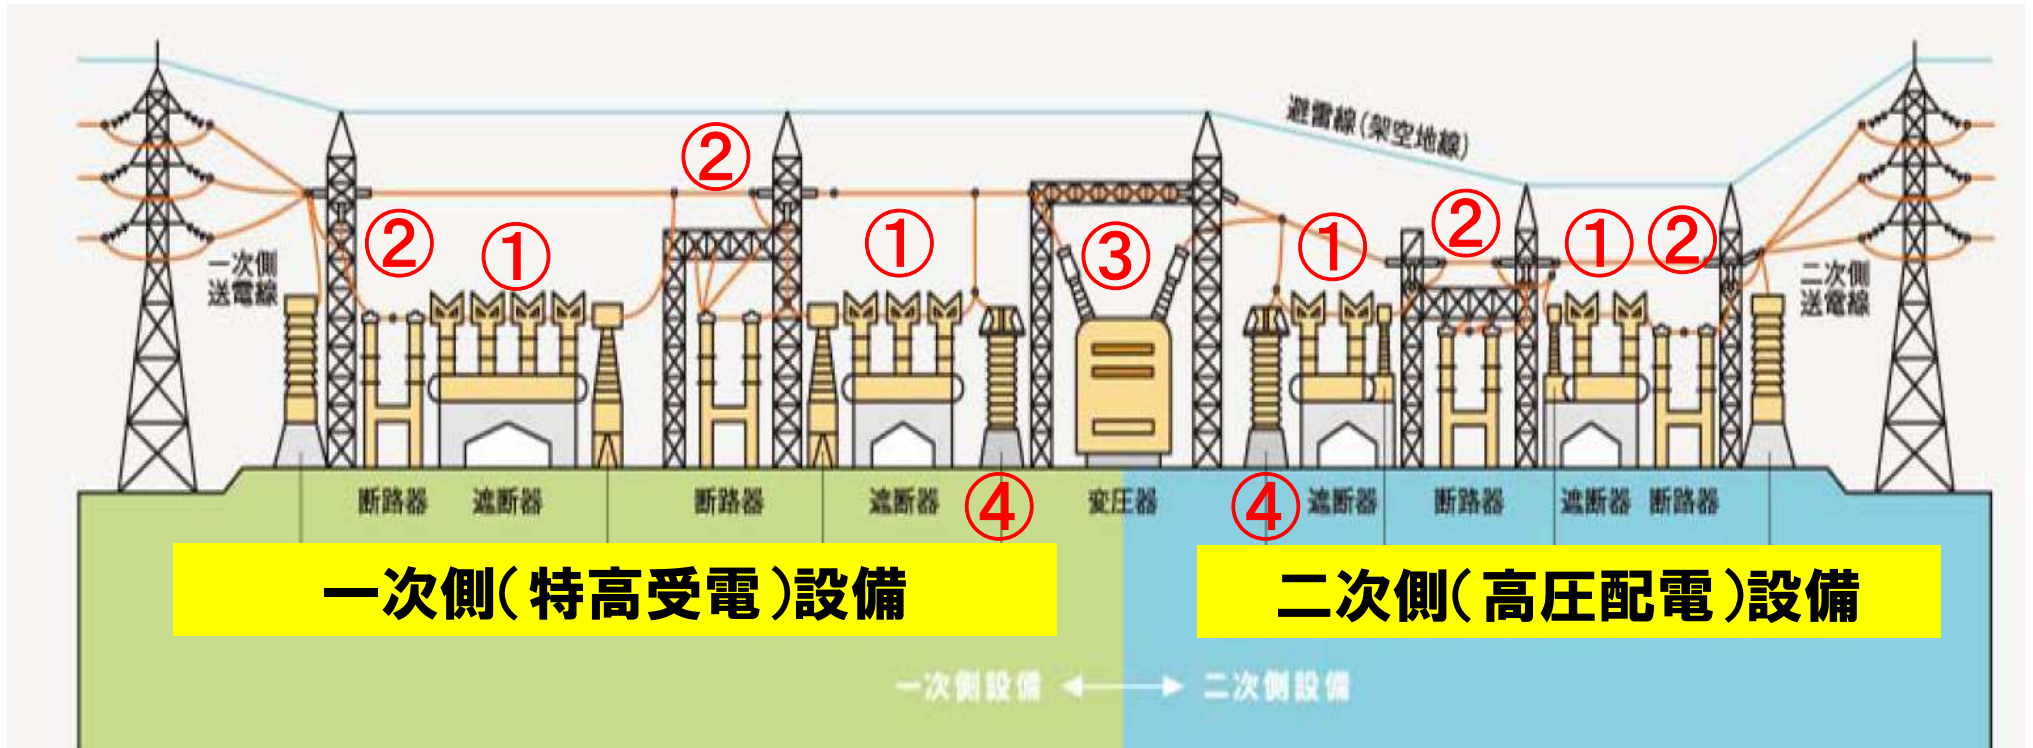 避雷線(架空地線)
②
②
①
①
③
①
②
①
②
一次側
送電線
二次側
送電線
断路器
遮断器
断路器
遮断器
④
変圧器
④
遮断器
断路器
遮断器
断路器
一次側(特高受電)設備
二次側(高圧配電)設備
一次側設備
二次側設備